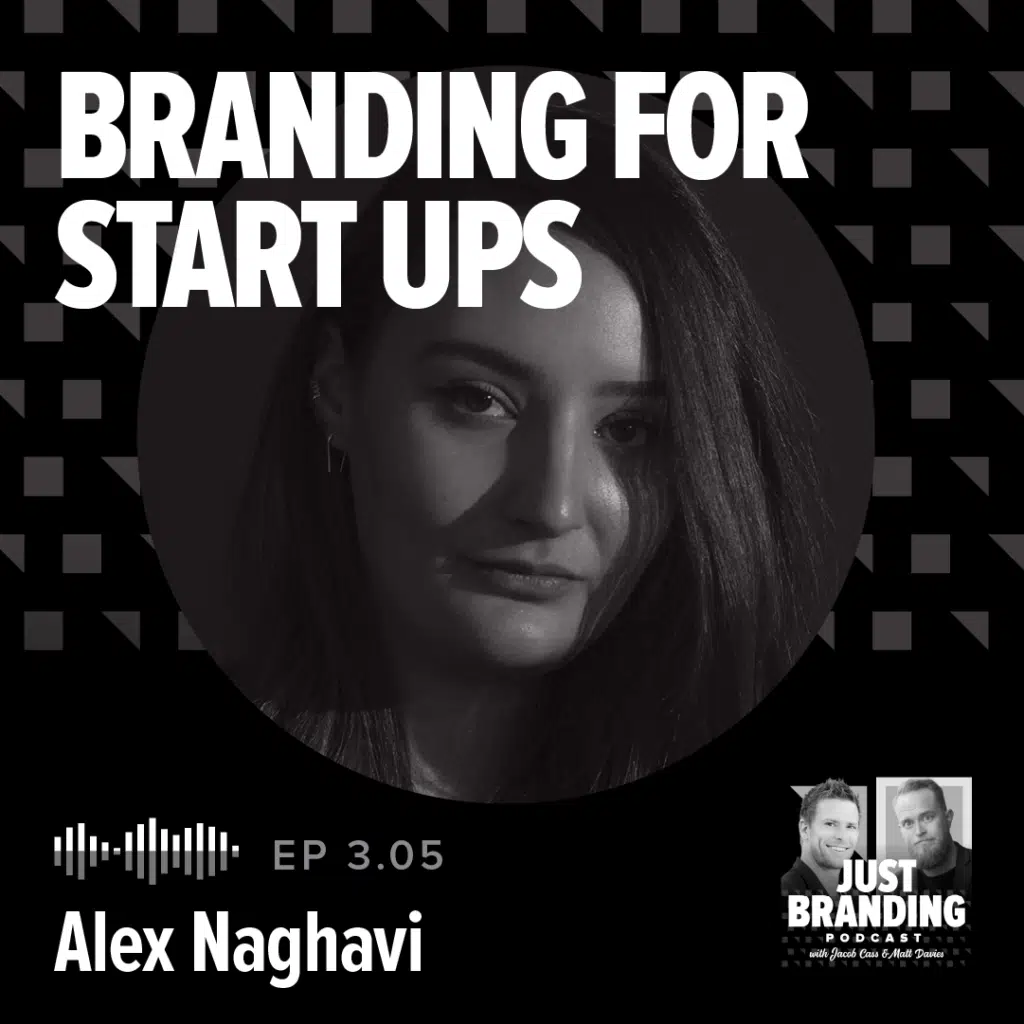 BRANDING FOR
START UPS
EP 3.05
Alex Naghavi
JUST
BRANDING
PODCAST
with Jacob Cass & Matt Davies